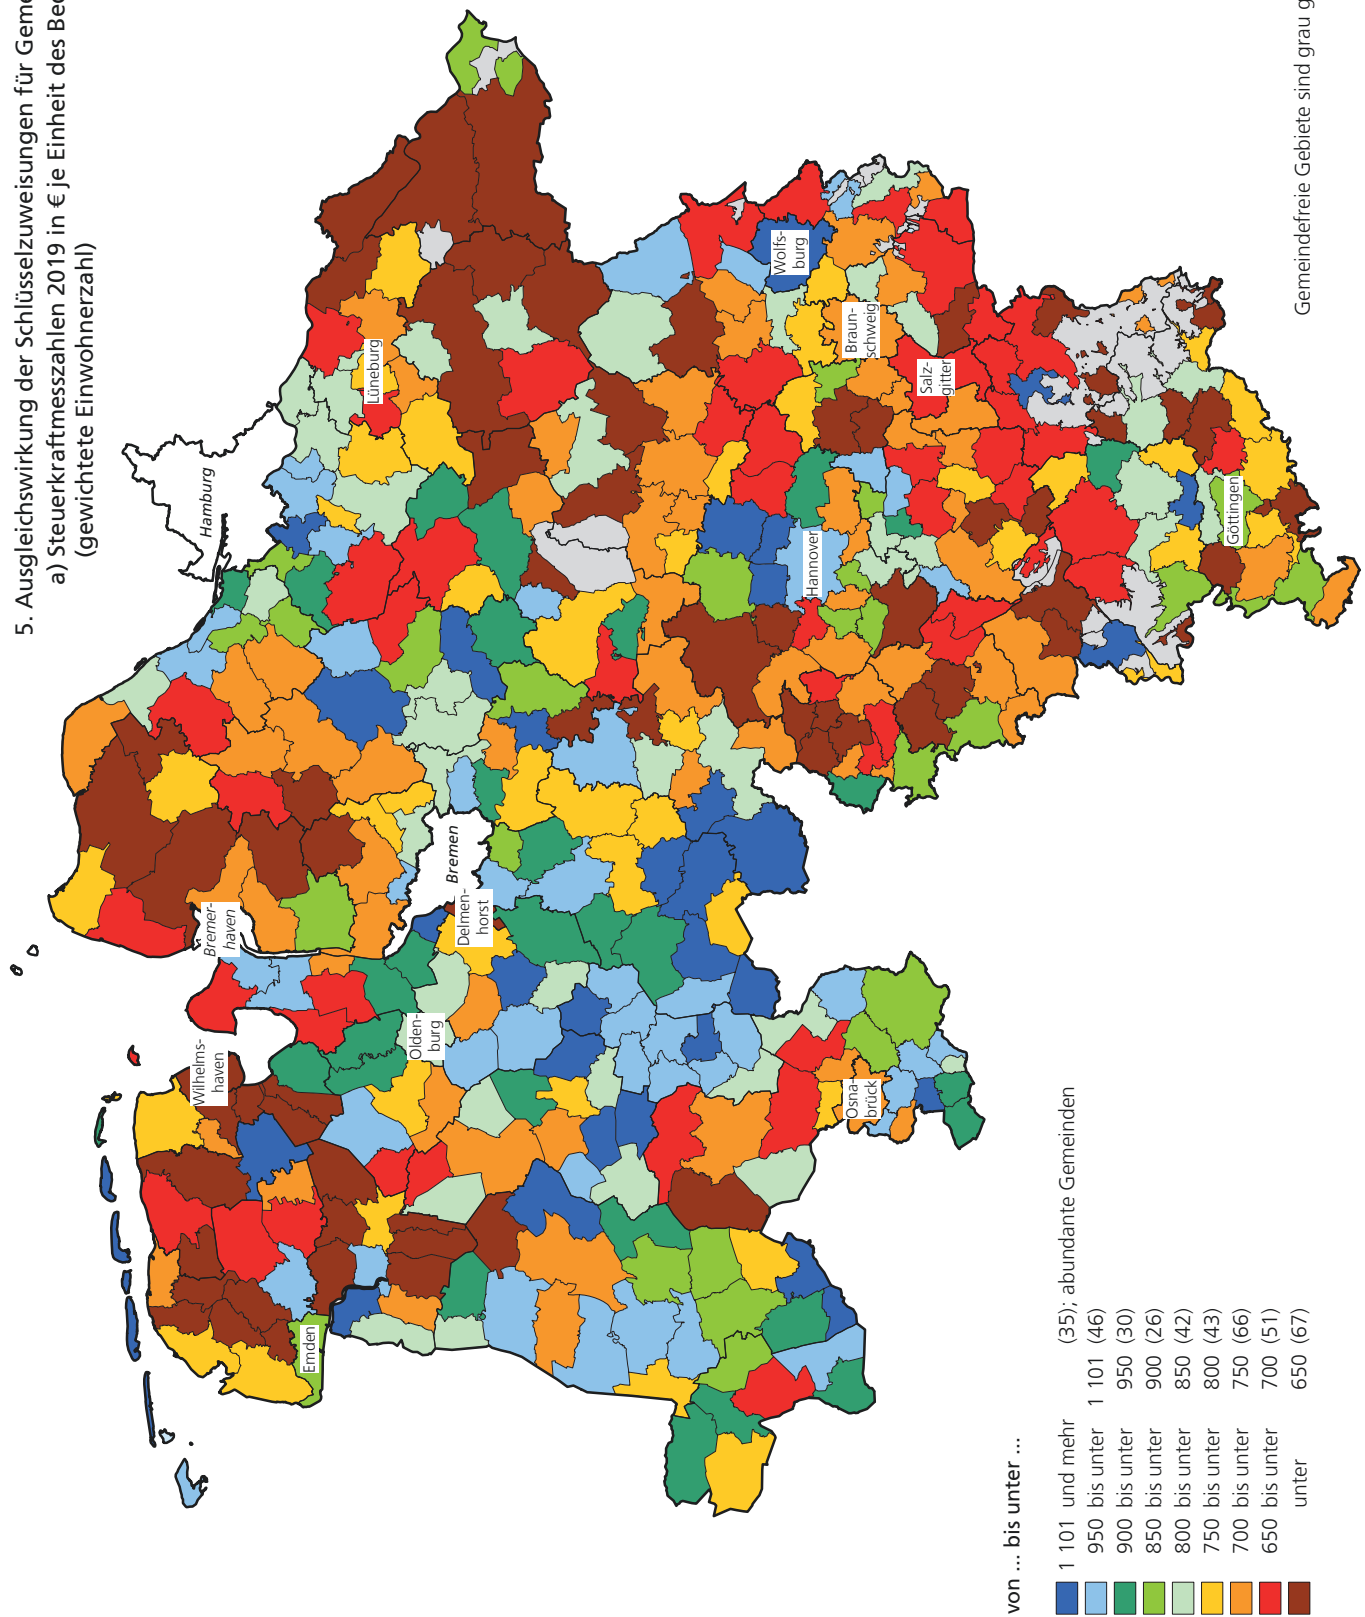 5. Ausgleichswirkung der Schlüsselzuweisungen für Geme
a) Steuerkraftmesszahlen 2019 in € je Einheit des Bec
(gewichtete Einwohnerzahl)
Hamburg
Lüneburg
Bremer-
haven
Wilhelms-
haven
Emden
Bremen
Delmen-
horst
Olden-
burg
Wolfs-
burg
Braun-
schweig
Salz-
gitter
Hannover
Osna-
brück
Göttingen
von ... bis unter ...
1 101 und mehr (35); abundante Gemeinden
950 bis unter 1 101 (46)
900 bis unter 950 (30)
850 bis unter 900 (26)
800 bis unter 850 (42)
750 bis unter 800 (43)
700 bis unter 750 (66)
650 bis unter 700 (51)
unter 650 (67)
Gemeindefreie Gebiete sind grau g